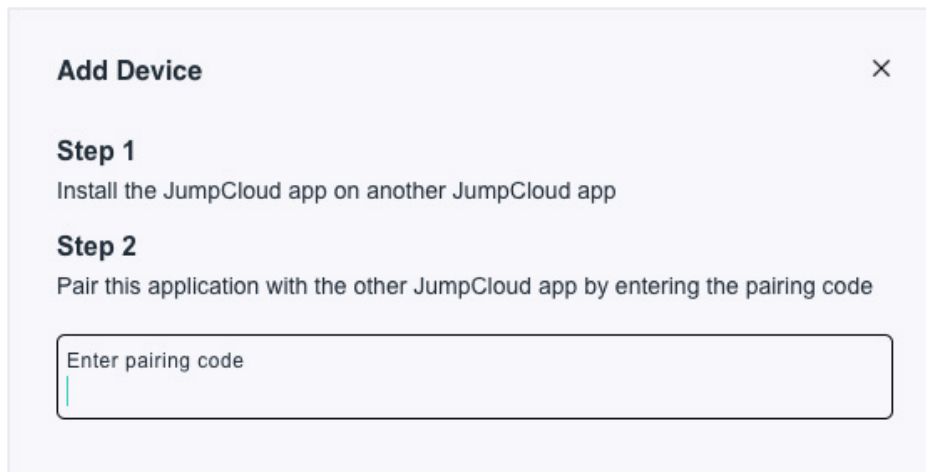 Add Device
Step 1
Install the JumpCloud app on another JumpCloud app
Step 2
Pair this application with the other JumpCloud app by entering the pairing code
Enter pairing code